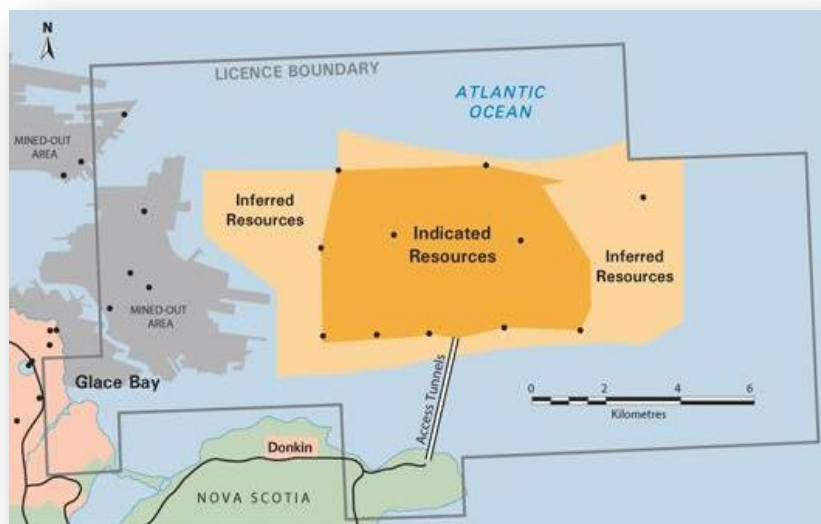 N
LICENCE BOUNDARY
ATLANTIC
OCEAN
MINED-OUT
AREA
Inferred
Resources
Indicated
Resources
Inferred
Resources
MINED-OUT
AREA
Glace Bay
Access Tunnels
0 2 4 6
Kilometres
Donkin
NOVA SCOTIA